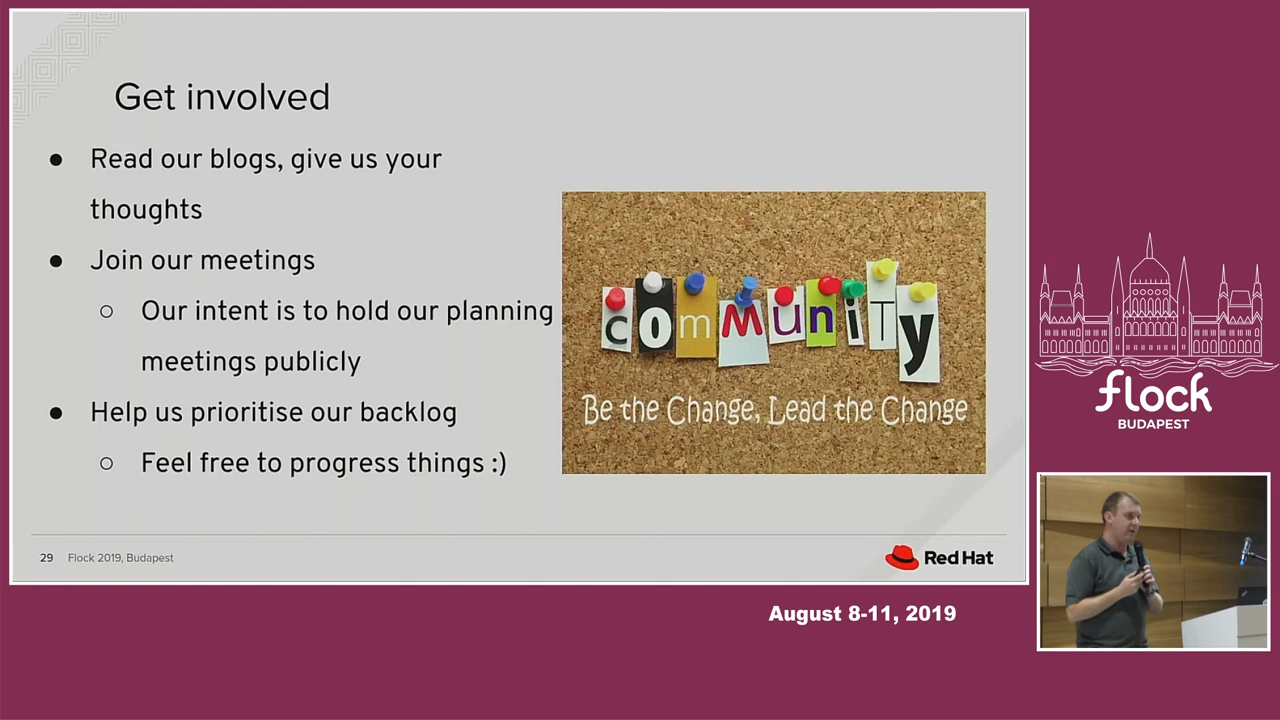 Get involved
● Read our blogs, give us your
thoughts
● Join our meetings
○ Our intent is to hold our planning
meetings publicly
● Help us prioritise our backlog
○ Feel free to progress things :)
coMMunity
Be the Change, Lead the Change
29 Flock 2019, Budapest
Red Hat
flock
BUDAPEST
August 8-11, 2019